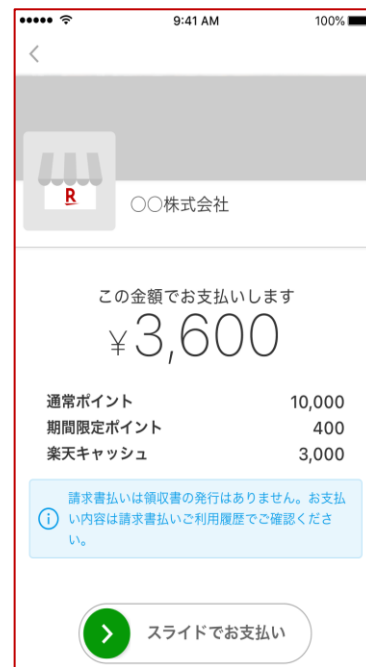 9:41 AM
100%
R
〇〇株式会社
この金額でお支払いします
¥3,600
通常ポイント 10,000
期間限定ポイント 400
楽天キャッシュ 3,000
請求書払いは領収書の発行はありません。お支払
い内容は請求書払いご利用履歴でご確認くださ
い。
スライドでお支払い